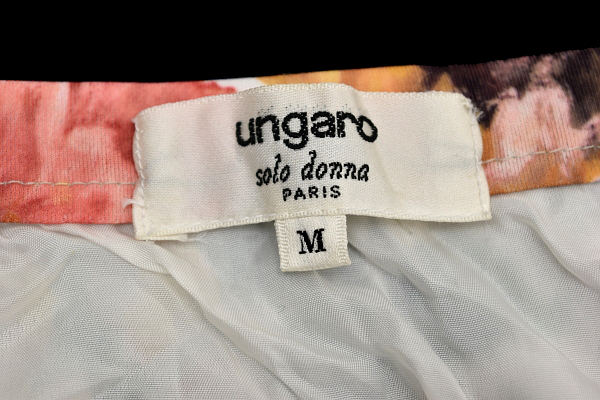 ungaro
solo donna
PARIS
M